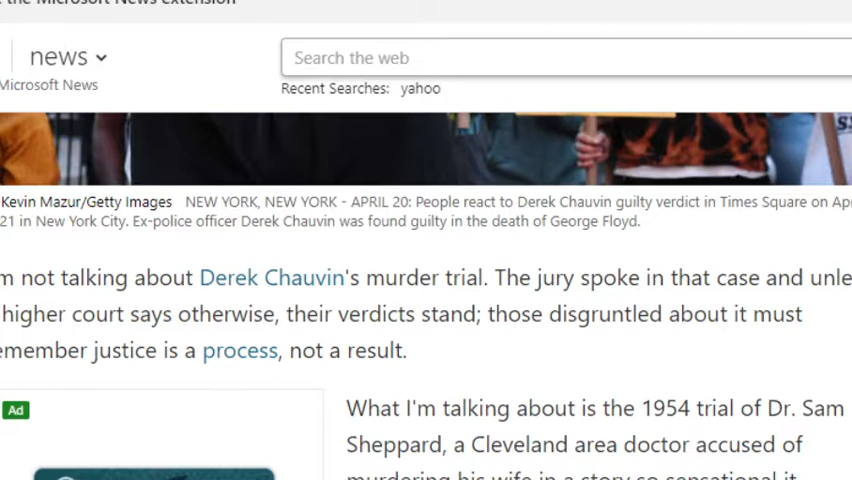 the Microsoft News extension
news
Search the web
Microsoft News
Recent Searches: yahoo
Kevin Mazur/Getty Images NEW YORK, NEW YORK - APRIL 20: People react to Derek Chauvin guilty verdict in Times Square on
21 in New York City. Ex-police officer Derek Chauvin was found guilty in the death of George Floyd.
not talking about Derek Chauvin's murder trial. The jury spoke in that case and
higher court says otherwise, their verdicts stand; those disgruntled about it must
justice is a process, not a result.
Ad
What I'm talking about is the 1954 trial of Dr. Sam
Sheppard, a Cleveland area doctor accused of
murdering his wife in a story so sensational it